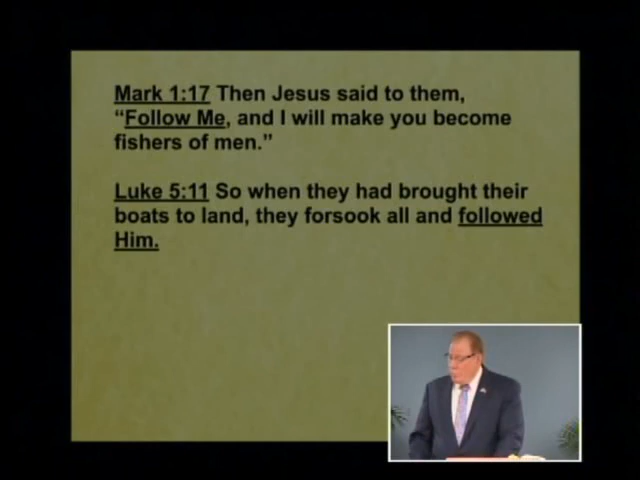 Mark 1:17 Then Jesus said to them,
“Follow Me, and I will make you become
fishers of men.”
Luke 5:11 So when they had brought their
boats to land, they forsook all and followed
Him.